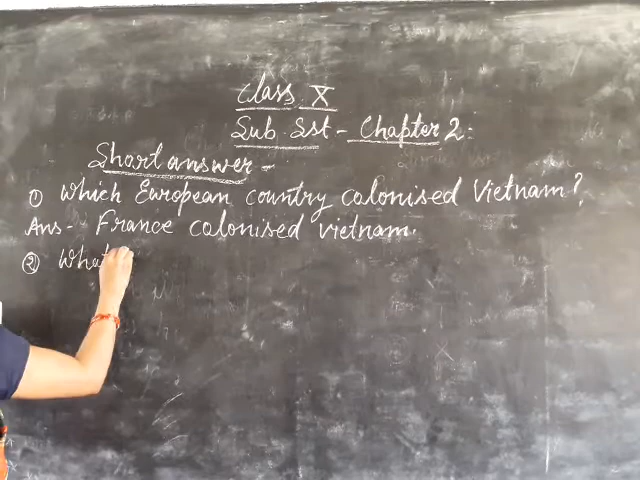 Class X
Sub Sst - Chapter 2:
Short answer -
① Which European country colonised Vietnam?
Ans - France colonised vietnam.
② What